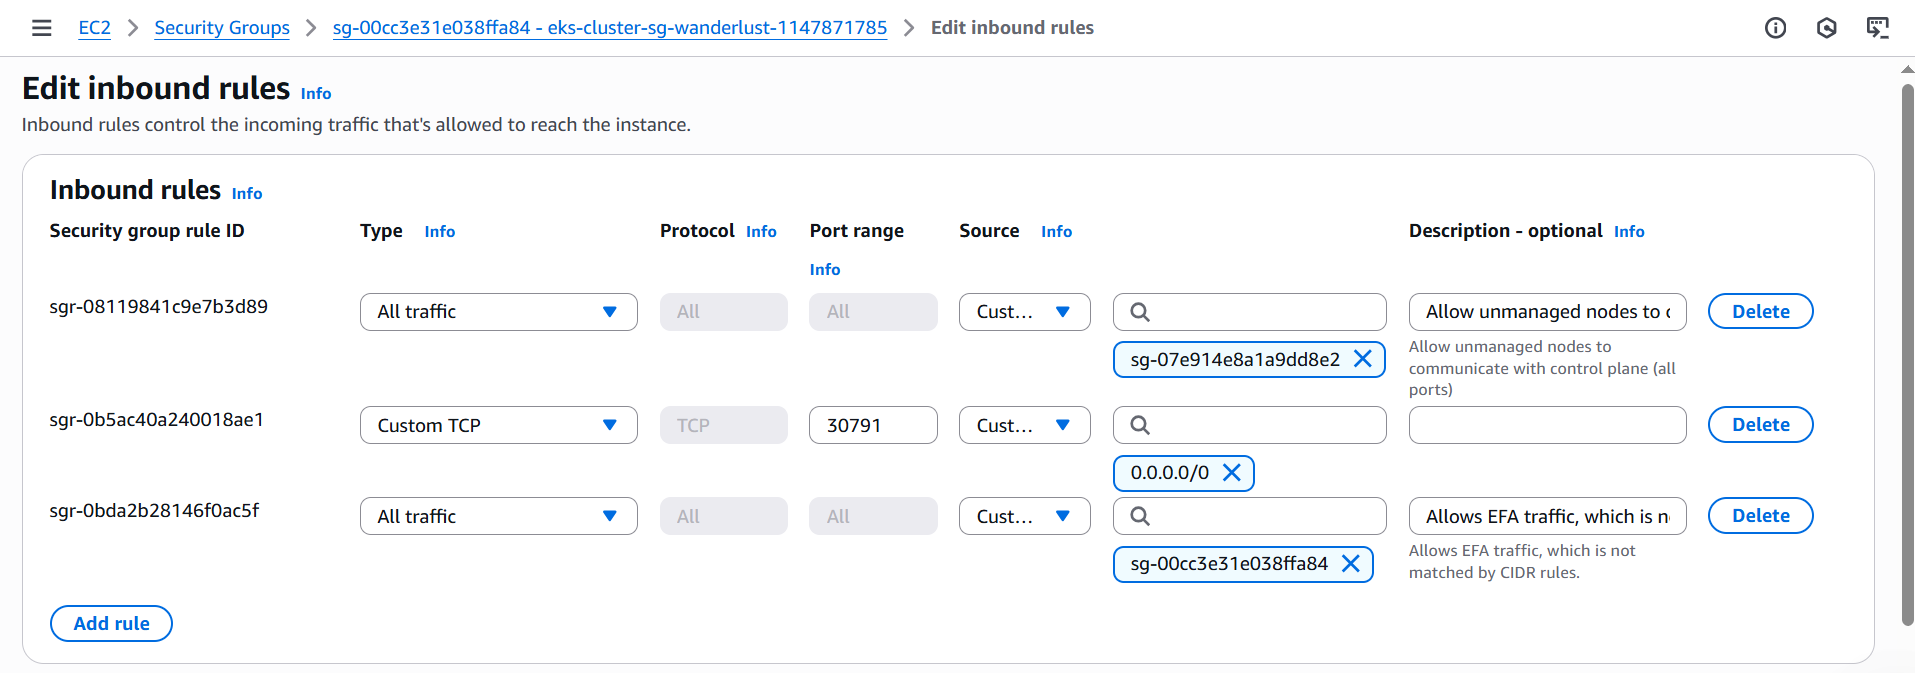 EC2 > Security Groups > sg-00cc3e31e038ffa84 - eks-cluster-sg-wanderlust-1147871785 > Edit inbound rules
Edit inbound rules Info
Inbound rules control the incoming traffic that's allowed to reach the instance.
Inbound rules Info
Security group rule ID Type Info Protocol Info Port range Info Source Info Description - optional Info
sgr-08119841c9e7b3d89 All traffic All All Cust... Allow unmanaged nodes to c Delete
sg-07e914e8a1a9dd8e2
Allow unmanaged nodes to
communicate with control plane (all
ports)
sgr-0b5ac40a240018ae1 Custom TCP TCP 30791 Cust... Delete
0.0.0.0/0
sgr-0bda2b28146f0ac5f All traffic All All Cust... Allows EFA traffic, which is n Delete
sg-00cc3e31e038ffa84
Allows EFA traffic, which is not
matched by CIDR rules.
Add rule